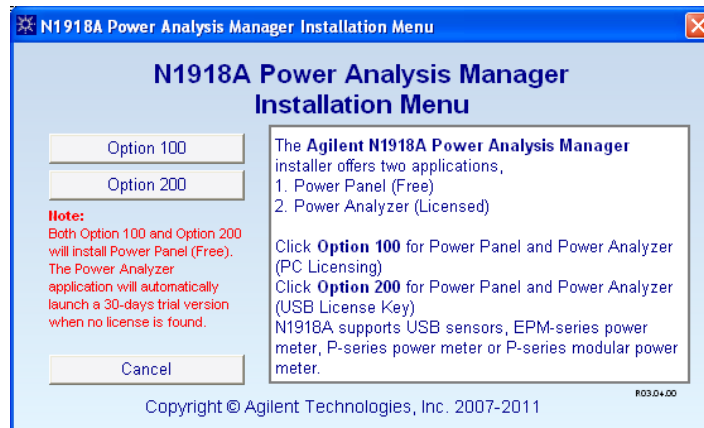 N1918A Power Analysis Manager Installation Menu
N1918A Power Analysis Manager
Installation Menu
Option 100
Option 200
Note:
Both Option 100 and Option 200
will install Power Panel (Free).
The Power Analyzer
application will automatically
launch a 30-days trial version
when no license is found.
Cancel
The Agilent N1918A Power Analysis Manager
installer offers two applications,
1. Power Panel (Free)
2. Power Analyzer (Licensed)
Click Option 100 for Power Panel and Power Analyzer
(PC Licensing)
Click Option 200 for Power Panel and Power Analyzer
(USB License Key)
N1918A supports USB sensors, EPM-series power
meter, P-series power meter or P-series modular power
meter.
R03.04.00
Copyright © Agilent Technologies, Inc. 2007-2011